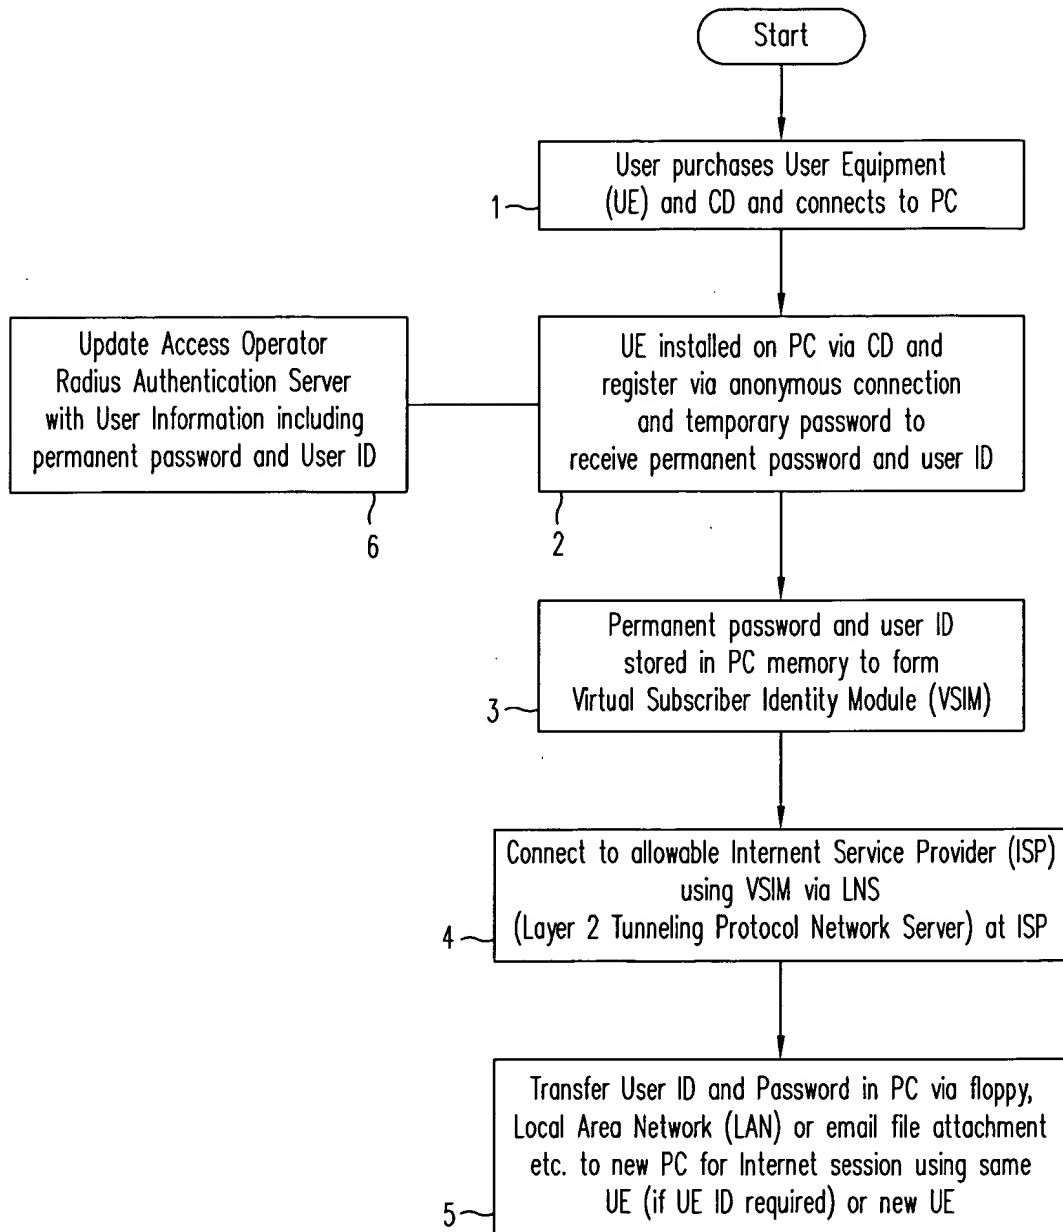 Start
User purchases User Equipment
(UE) and CD and connects to PC
1
UE installed on PC via CD and
register via anonymous connection
and temporary password to
receive permanent password and user ID
2
Update Access Operator
Radius Authentication Server
with User Information including
permanent password and User ID
6
Permanent password and user ID
stored in PC memory to form
Virtual Subscriber Identity Module (VSIM)
3
Connect to allowable Internent Service Provider (ISP)
using VSIM via LNS
(Layer 2 Tunneling Protocol Network Server) at ISP
4
Transfer User ID and Password in PC via floppy,
Local Area Network (LAN) or email file attachment
etc. to new PC for Internet session using same
UE (if UE ID required) or new UE
5